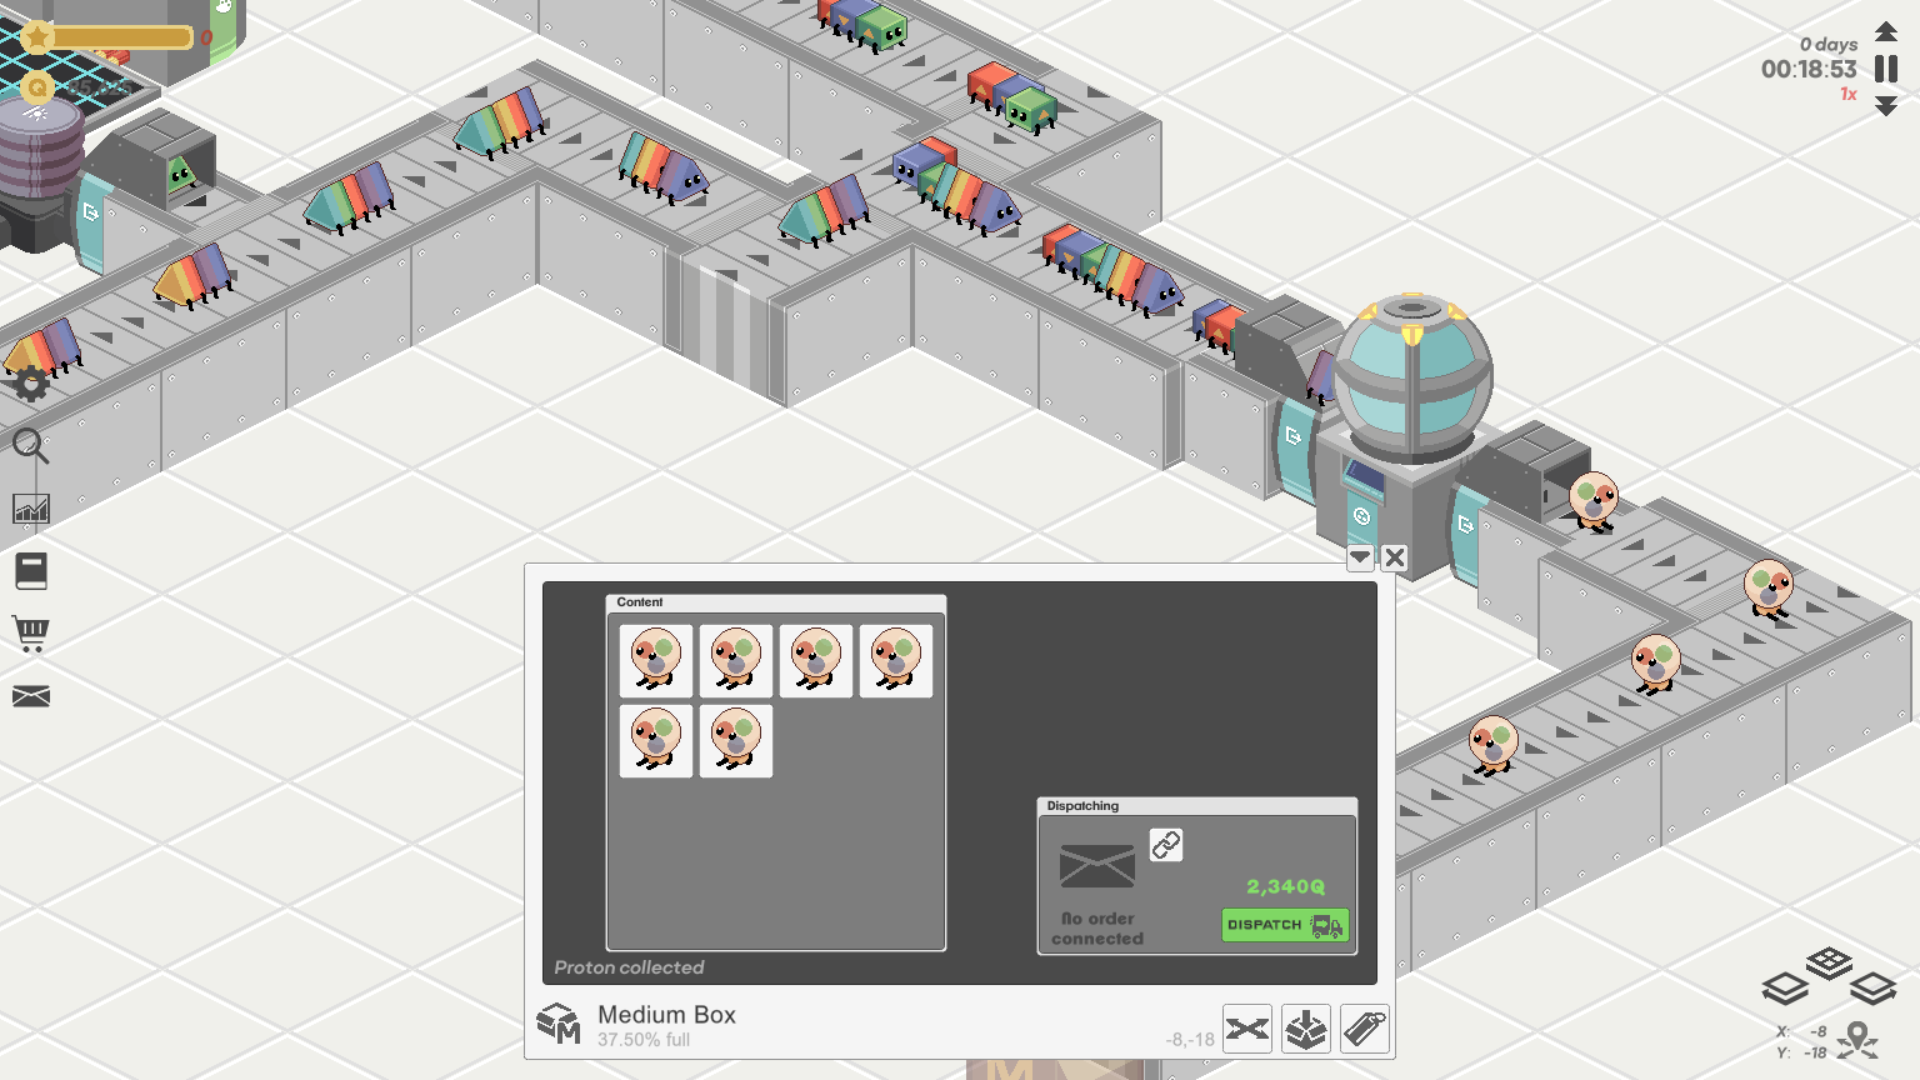 0
Q
0 days
00:18:53
1x
Content
Dispatching
2,340Q
No order
connected
DISPATCH
Proton collected
Medium Box
M
37.50% full
-8,-18
M
X: -8
Y: -18